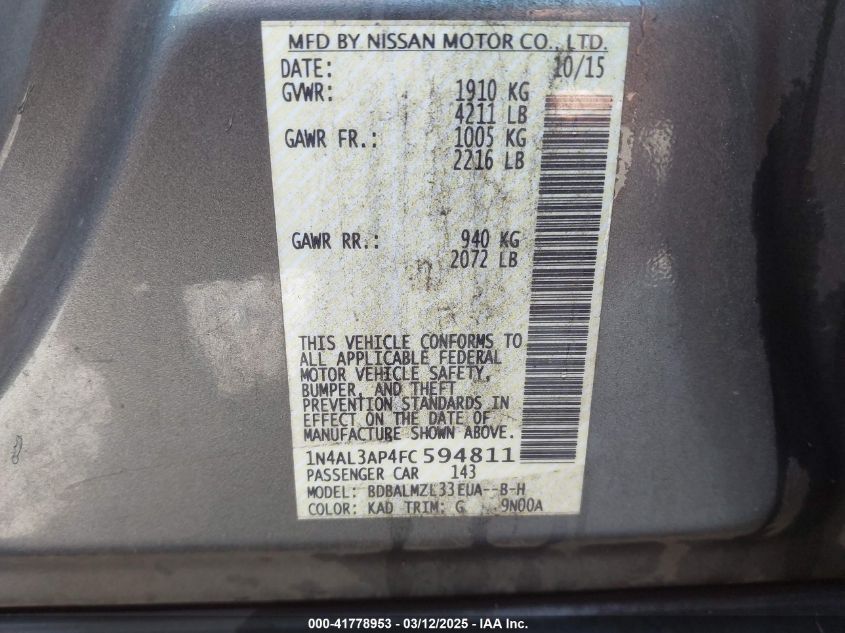 MFD BY NISSAN MOTOR CO., LTD.
DATE: 10/15
GVWR: 1910 KG
4211 LB
GAWR FR.: 1005 KG
2216 LB
GAWR RR.: 940 KG
2072 LB
THIS VEHICLE CONFORMS TO
ALL APPLICABLE FEDERAL
MOTOR VEHICLE SAFETY,
BUMPER, AND THEFT
PREVENTION STANDARDS IN
EFFECT ON THE DATE OF
MANUFACTURE SHOWN ABOVE.
1N4AL3AP4FC594811
PASSENGER CAR 143
MODEL: BDBALMZL33EUA--B-H
COLOR: KAD TRIM: G 9N00A
000-41778953 - 03/12/2025 - IAA Inc.